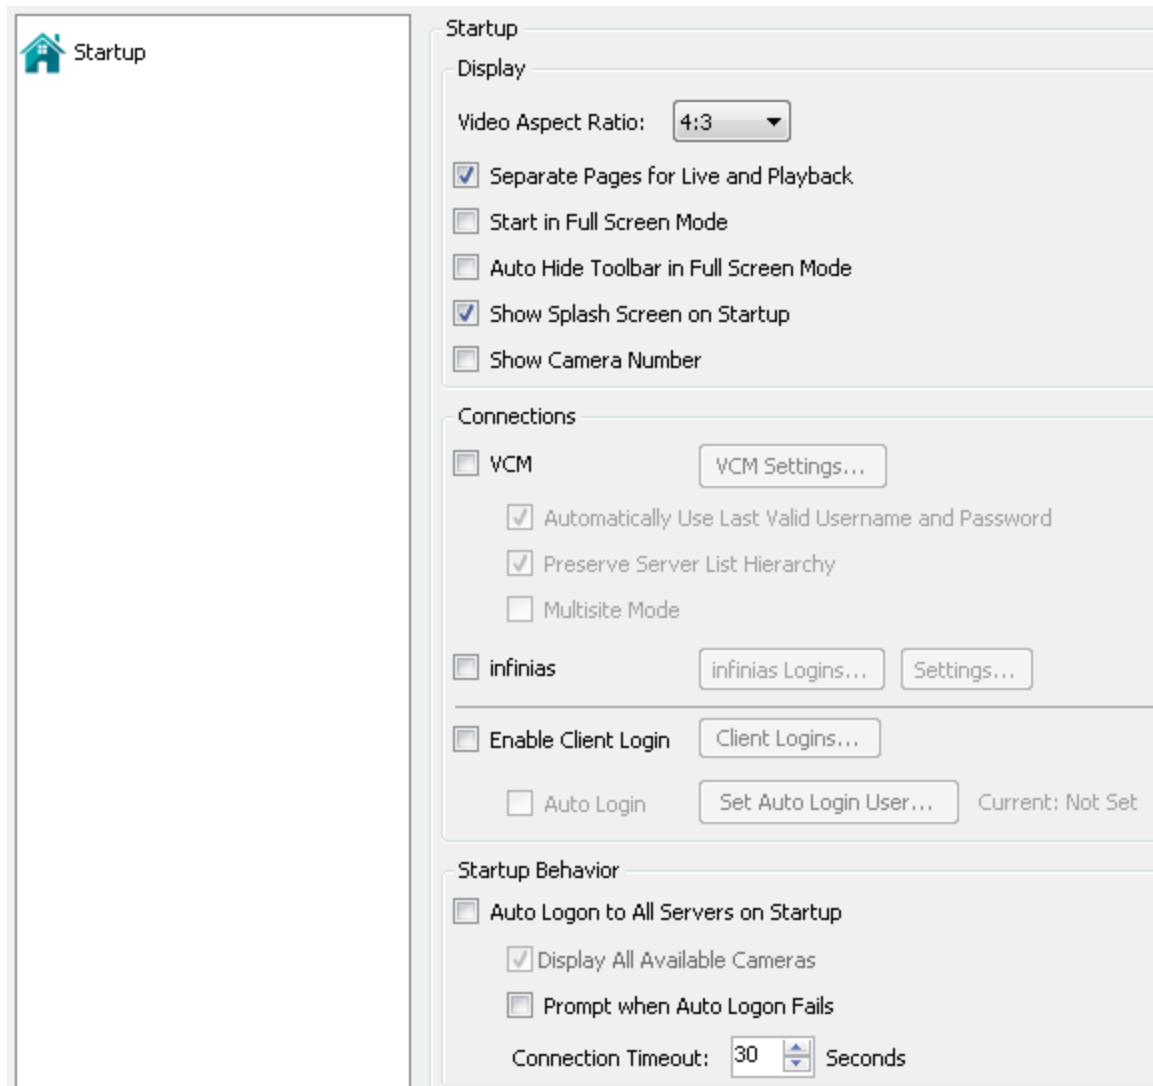 Startup
Startup
Display
Video Aspect Ratio: 4:3
Separate Pages for Live and Playback
Start in Full Screen Mode
Auto Hide Toolbar in Full Screen Mode
Show Splash Screen on Startup
Show Camera Number
Connections
VCM VCM Settings...
Automatically Use Last Valid Username and Password
Preserve Server List Hierarchy
Multisite Mode
infinias infinias Logins... Settings...
Enable Client Login Client Logins...
Auto Login Set Auto Login User... Current: Not Set
Startup Behavior
Auto Logon to All Servers on Startup
Display All Available Cameras
Prompt when Auto Logon Fails
Connection Timeout: 30 Seconds